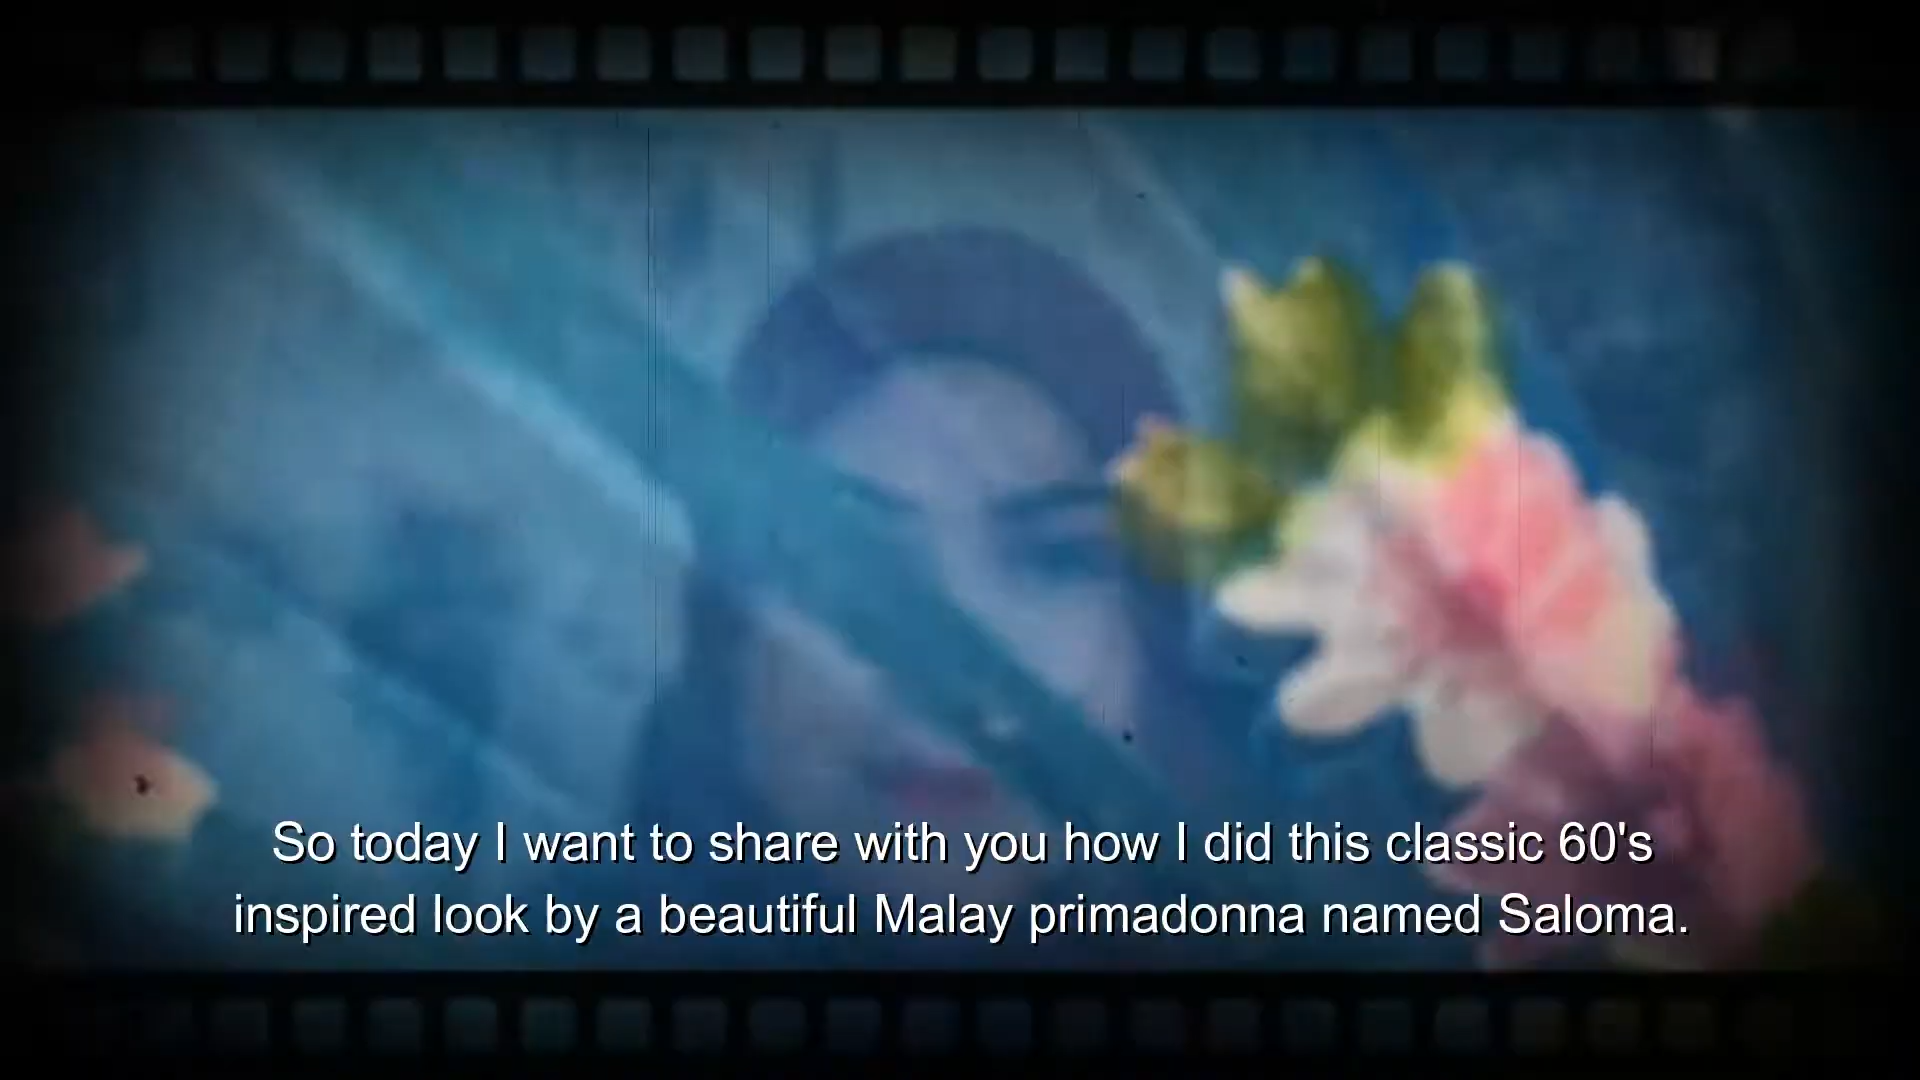 So today I want to share with you how I did this classic 60's
inspired look by a beautiful Malay primadonna named Saloma.